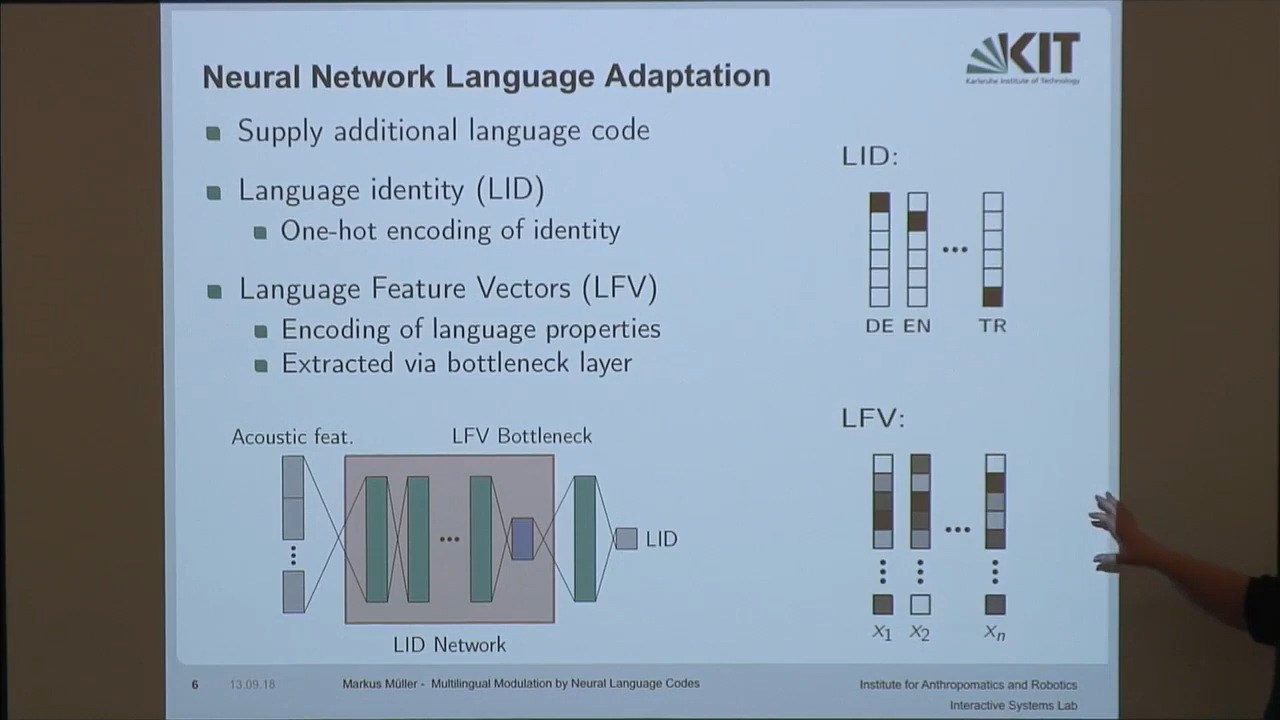 KIT
Karlsruhe Institute of Technology
Neural Network Language Adaptation
Supply additional language code
Language identity (LID)
One-hot encoding of identity
Language Feature Vectors (LFV)
Encoding of language properties
Extracted via bottleneck layer
LID:
DE EN ... TR
LFV:
x1 x2 ... xn
Acoustic feat.
LFV Bottleneck
LID
LID Network
6 13.09.18 Markus Müller - Multilingual Modulation by Neural Language Codes
Institute for Anthropomatics and Robotics
Interactive Systems Lab